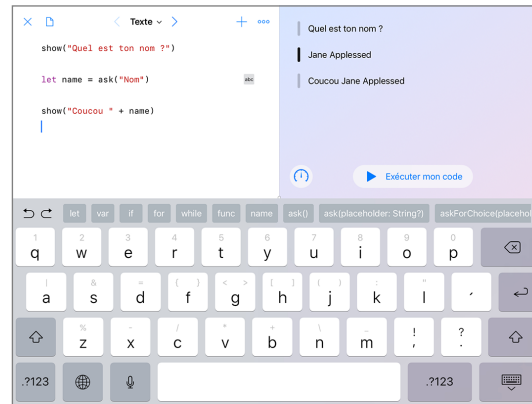 Texte
show("Quel est ton nom ?")
let name = ask("Nom")
abc
show("Coucou " + name)
Quel est ton nom ?
Jane Applessed
Coucou Jane Applessed
Exécuter mon code
let var if for while func name ask() ask(placeholder: String?) askForChoice(placehol
1 2 3 4 5 6 7 8 9 0
q w e r t y u i o p
| & = { } < > [ ] ( ) : "
a s d f g h j k l ´
% - / * + \ _ ! ?
z x c v b n m , .
.?123 .?123